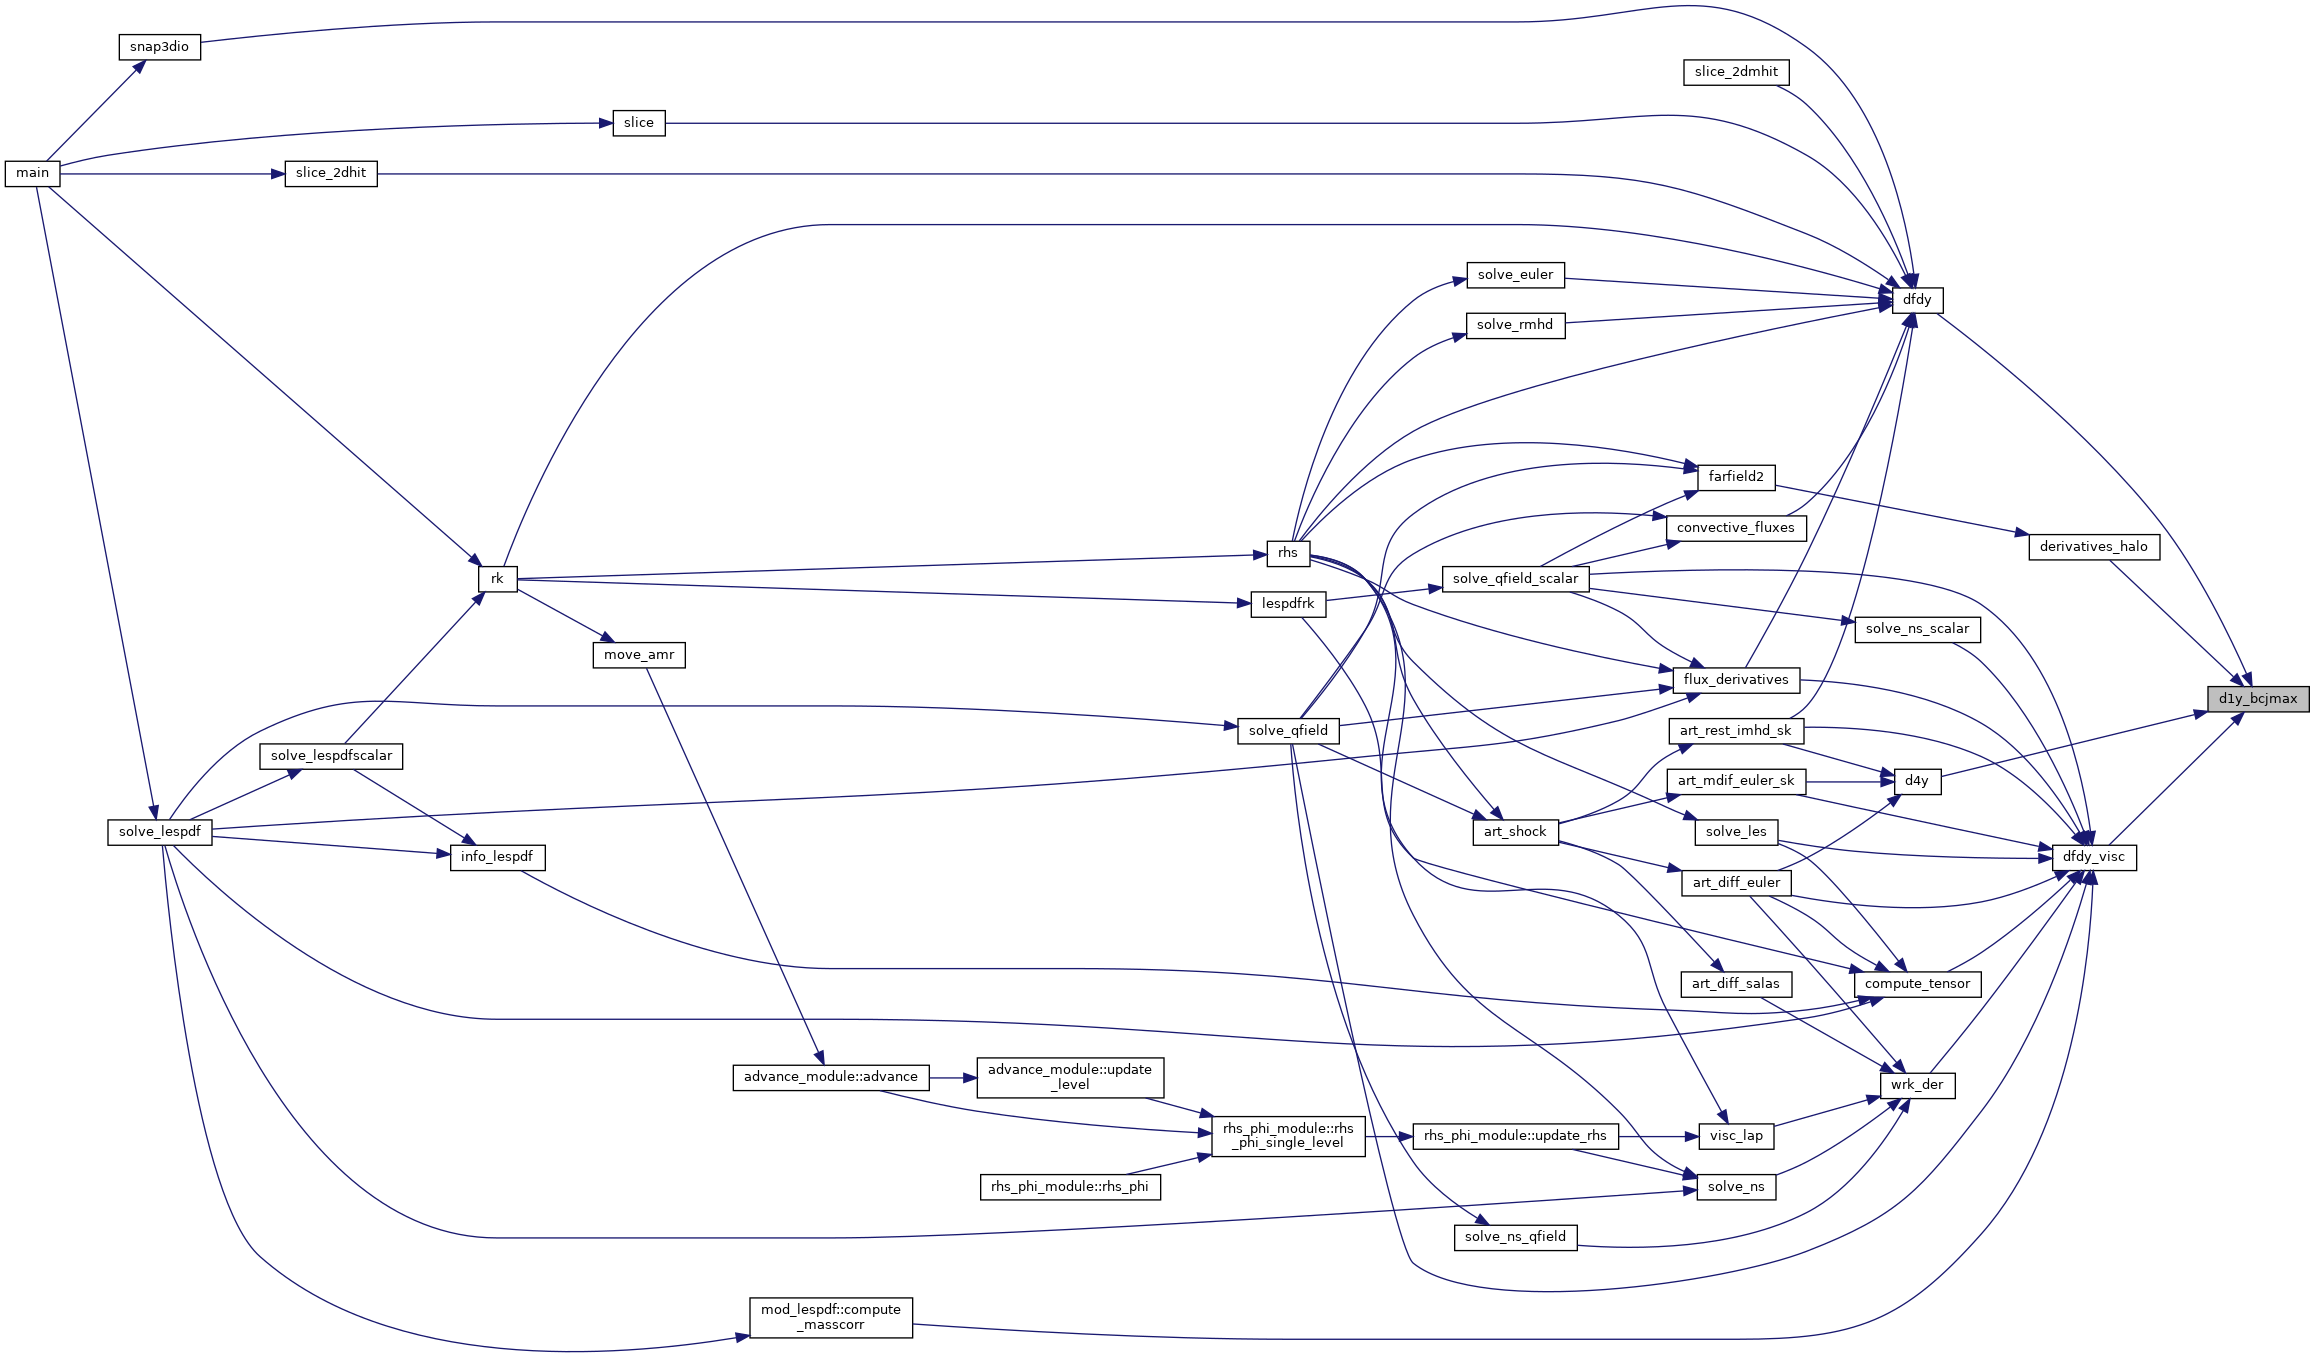 snap3dio
slice_2dmhit
slice
main
slice_2dhit
solve_euler
dfdy
solve_rmhd
farfield2
convective_fluxes
derivatives_halo
rhs
rk
solve_qfield_scalar
lespdfrk
solve_ns_scalar
move_amr
flux_derivatives
d1y_bcjmax
solve_qfield
art_rest_imhd_sk
solve_lespdfscalar
art_mdif_euler_sk
d4y
solve_lespdf
art_shock
solve_les
info_lespdf
dfdy_visc
art_diff_euler
art_diff_salas
compute_tensor
advance_module::advance
advance_module::update
_level
wrk_der
rhs_phi_module::rhs
_phi_single_level
rhs_phi_module::update_rhs
visc_lap
rhs_phi_module::rhs_phi
solve_ns
solve_ns_qfield
mod_lespdf::compute
_masscorr